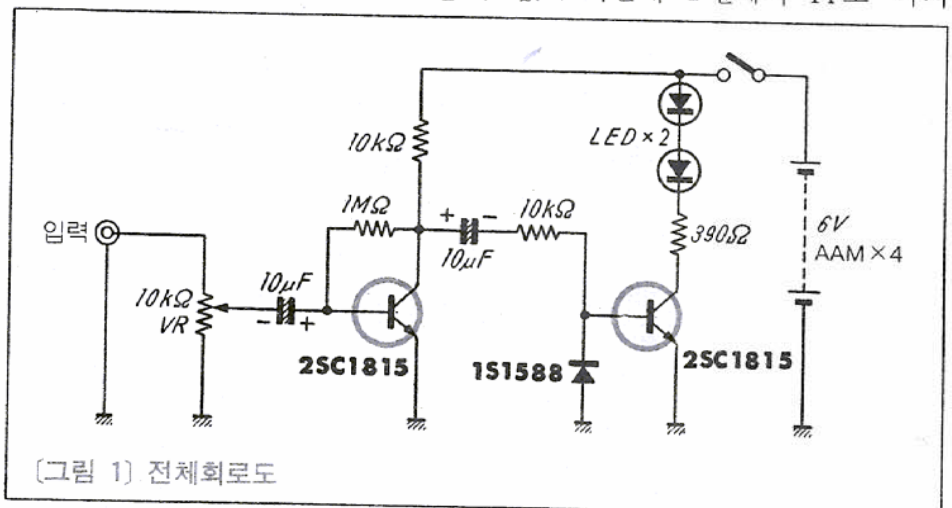 10kΩ
LED×2
1MΩ
+ -
10kΩ
390Ω
6V
AAM×4
입력
10μF
10μF
10kΩ
VR
- +
2SC1815
1S1588
2SC1815
[그림 1] 전체회로도